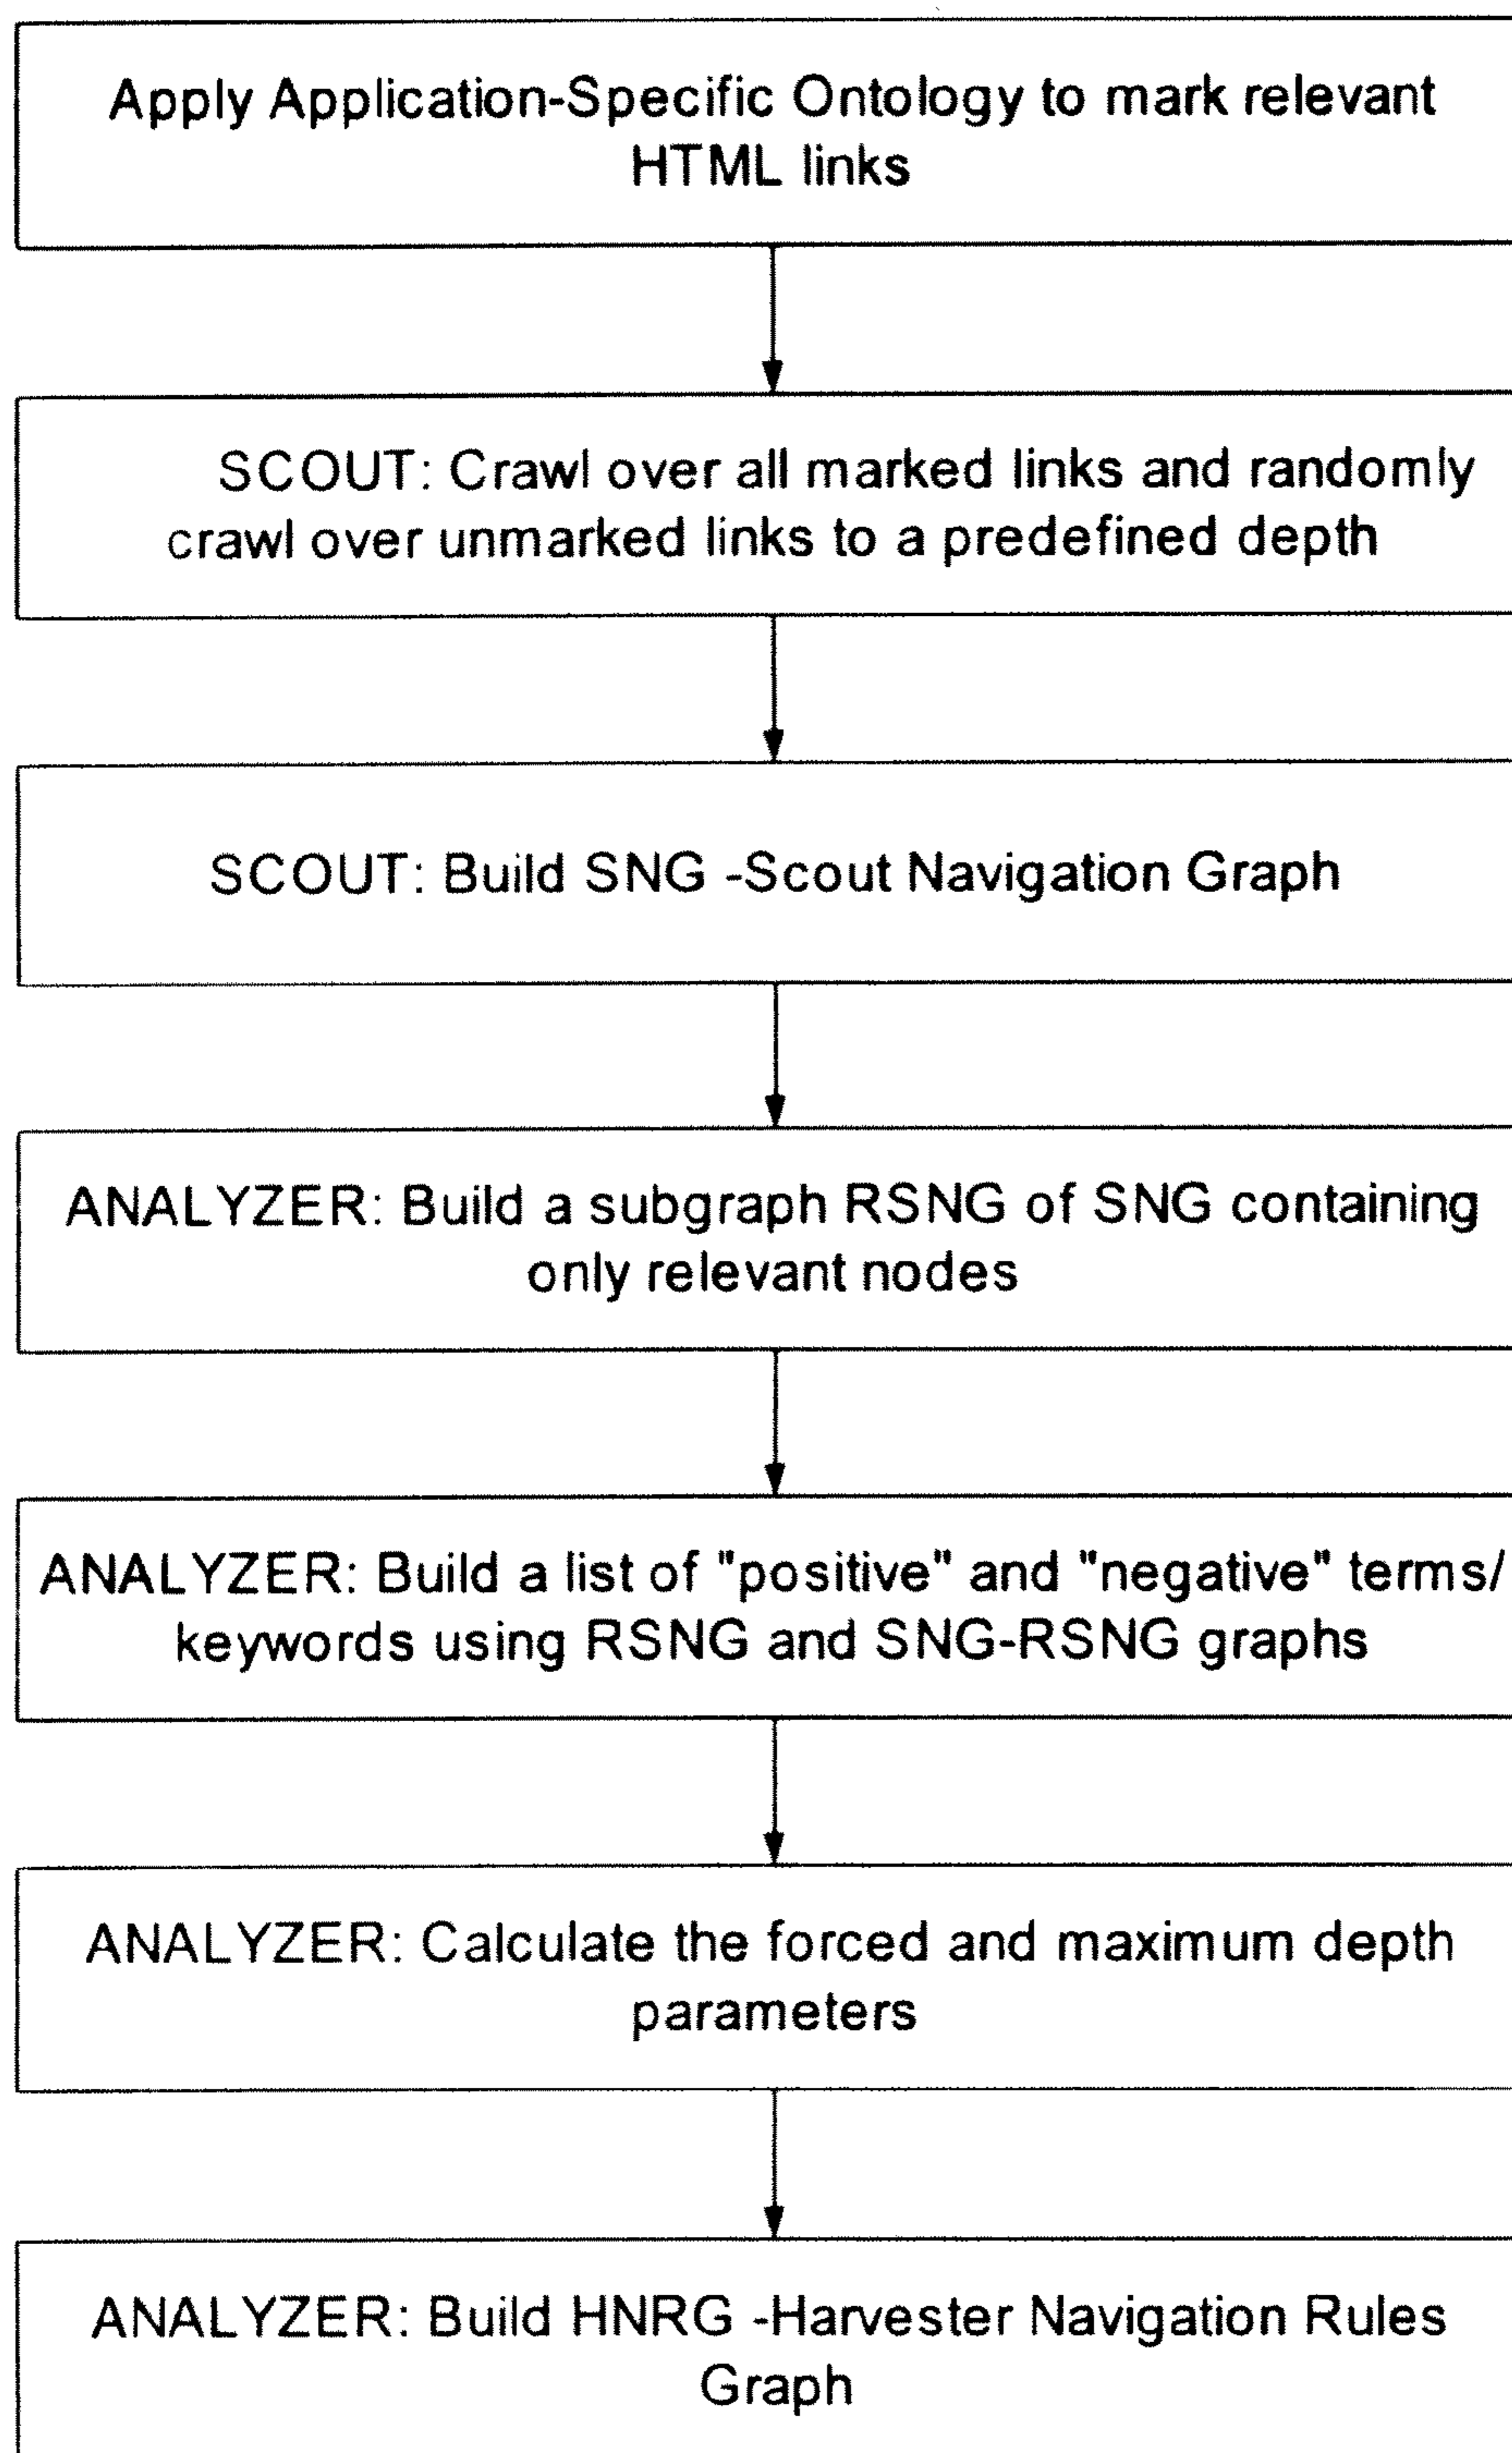 Apply Application-Specific Ontology to mark relevant
HTML links
SCOUT: Crawl over all marked links and randomly
crawl over unmarked links to a predefined depth
SCOUT: Build SNG -Scout Navigation Graph
ANALYZER: Build a subgraph RSNG of SNG containing
only relevant nodes
ANALYZER: Build a list of "positive" and "negative" terms/
keywords using RSNG and SNG-RSNG graphs
ANALYZER: Calculate the forced and maximum depth
parameters
ANALYZER: Build HNRG -Harvester Navigation Rules
Graph